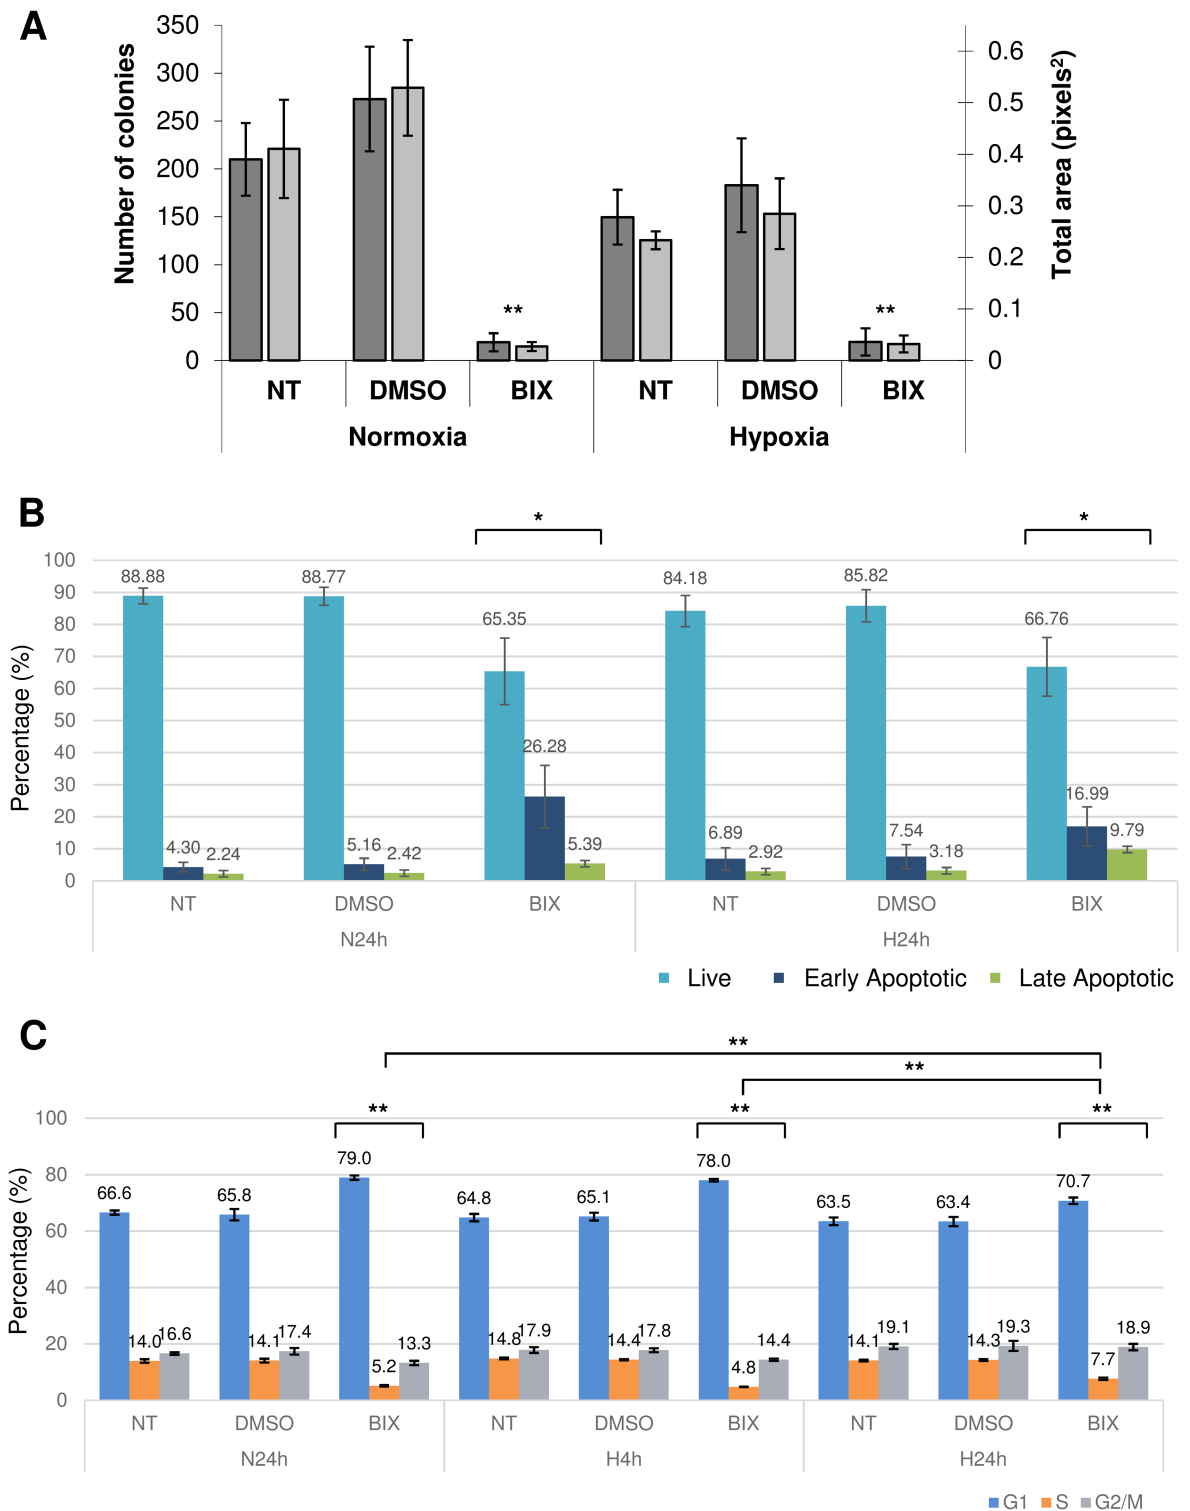 A
Number of colonies
Total area (pixels²)
350
300
250
200
150
100
50
0
0.6
0.5
0.4
0.3
0.2
0.1
0
**
**
NT DMSO BIX NT DMSO BIX
Normoxia Hypoxia
B
Percentage (%)
* *
100
90
80
70
60
50
40
30
20
10
0
88.88 4.30 2.24 88.77 5.16 2.42 65.35 26.28 5.39 84.18 6.89 2.92 85.82 7.54 3.18 66.76 16.99 9.79
NT DMSO BIX NT DMSO BIX
N24h H24h
Live Early Apoptotic Late Apoptotic
C
Percentage (%)
**
**
** ** **
100
80
60
40
20
0
66.6 14.0 16.6 65.8 14.1 17.4 79.0 5.2 13.3 64.8 14.8 17.9 65.1 14.4 17.8 78.0 4.8 14.4 63.5 14.1 19.1 63.4 14.3 19.3 70.7 7.7 18.9
NT DMSO BIX NT DMSO BIX NT DMSO BIX
N24h H4h H24h
G1 S G2/M